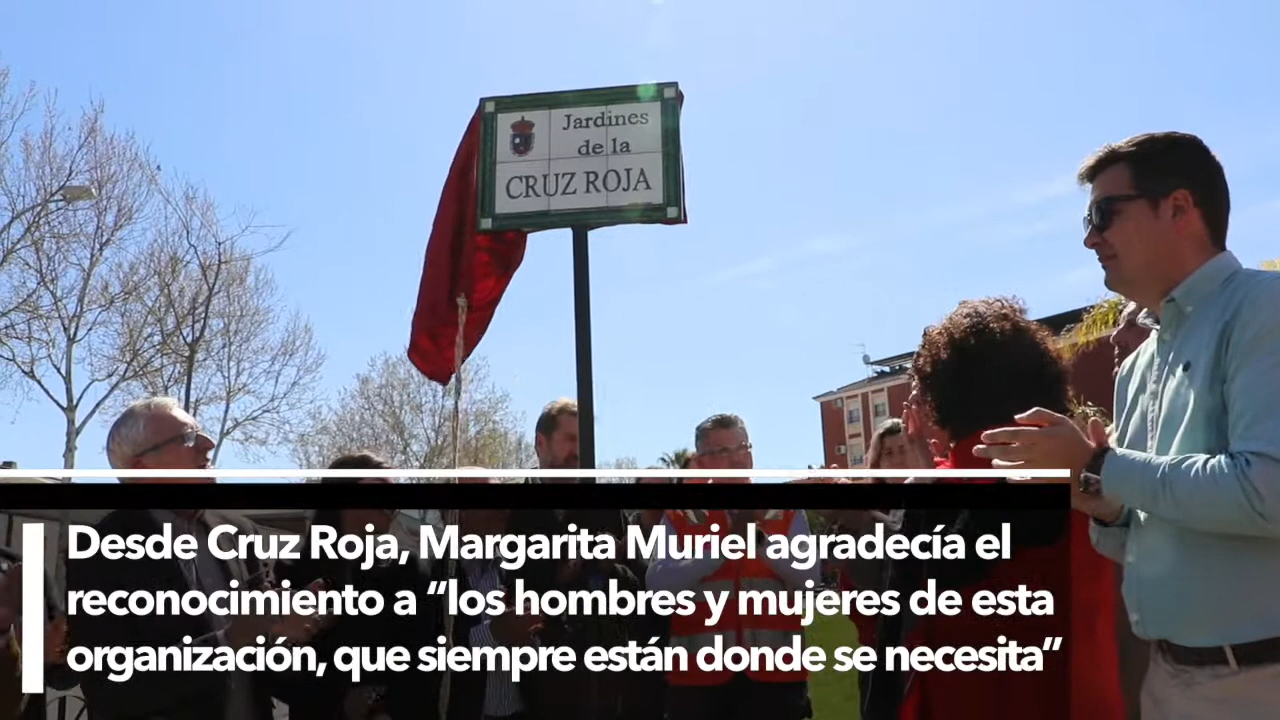 Jardines
de la
CRUZ ROJA
Desde Cruz Roja, Margarita Muriel agradecía el
reconocimiento a “los hombres y mujeres de esta
organización, que siempre están donde se necesita”